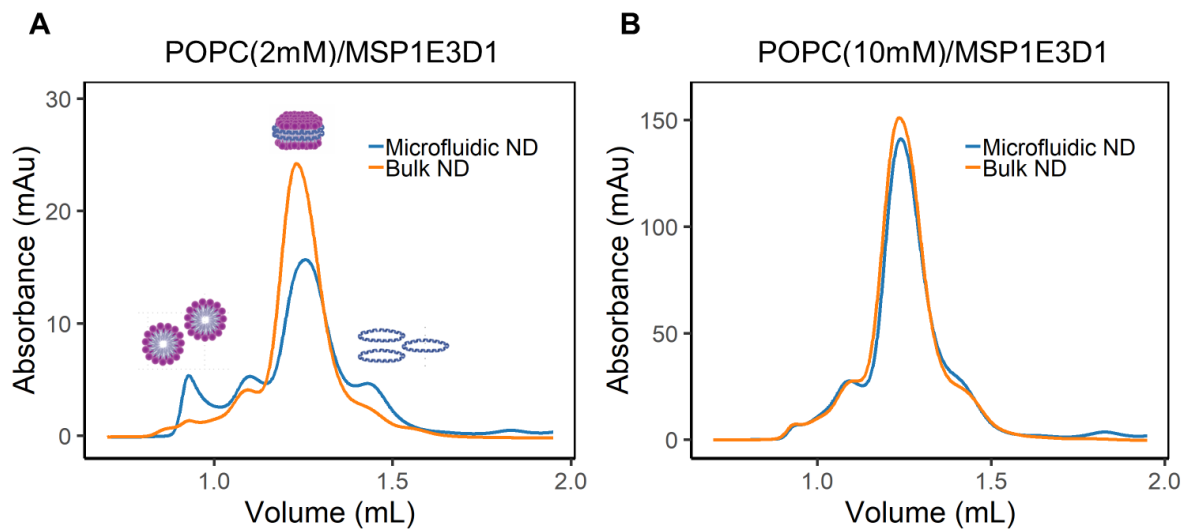 A
POPC(2mM)/MSP1E3D1
Absorbance (mAu)
30
20
10
0
Microfluidic ND
Bulk ND
1.0
1.5
2.0
Volume (mL)
B
POPC(10mM)/MSP1E3D1
Absorbance (mAu)
150
100
50
0
Microfluidic ND
Bulk ND
1.0
1.5
2.0
Volume (mL)